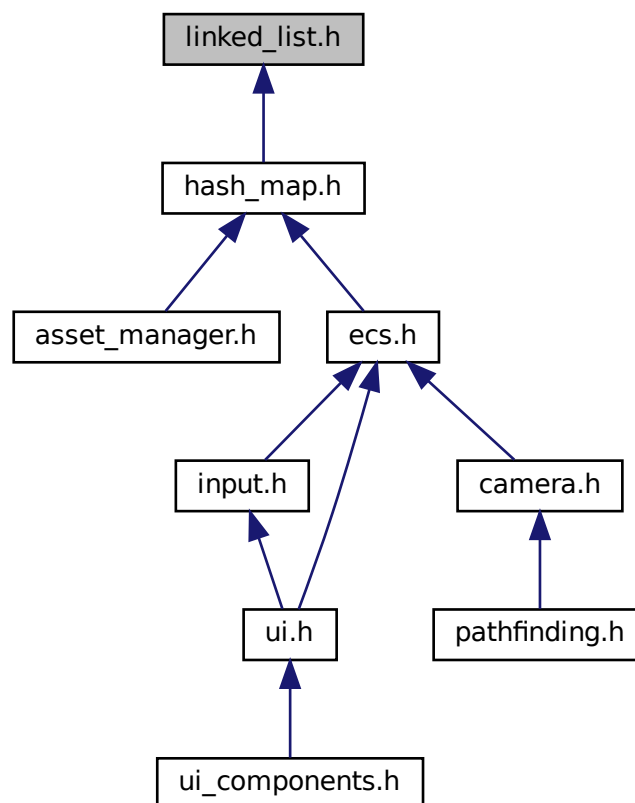 linked_list.h
hash_map.h
asset_manager.h
ecs.h
input.h
camera.h
ui.h
pathfinding.h
ui_components.h